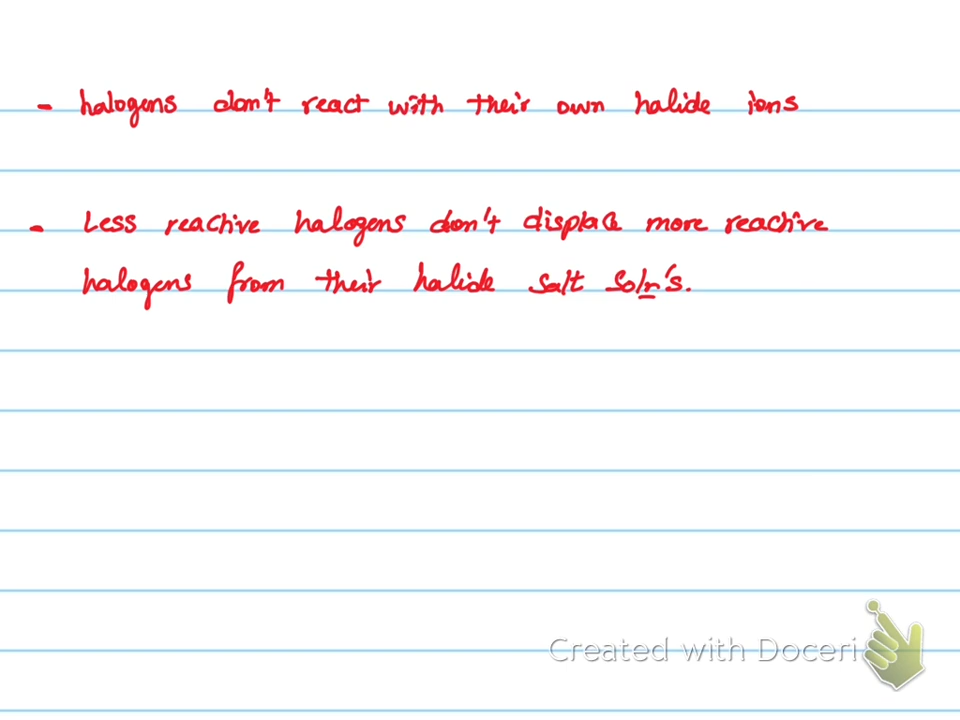 - halogens don't react with their own halide ions
- Less reactive halogens don't displace more reactive
halogens from their halide salt soln's.
Created with Doceri